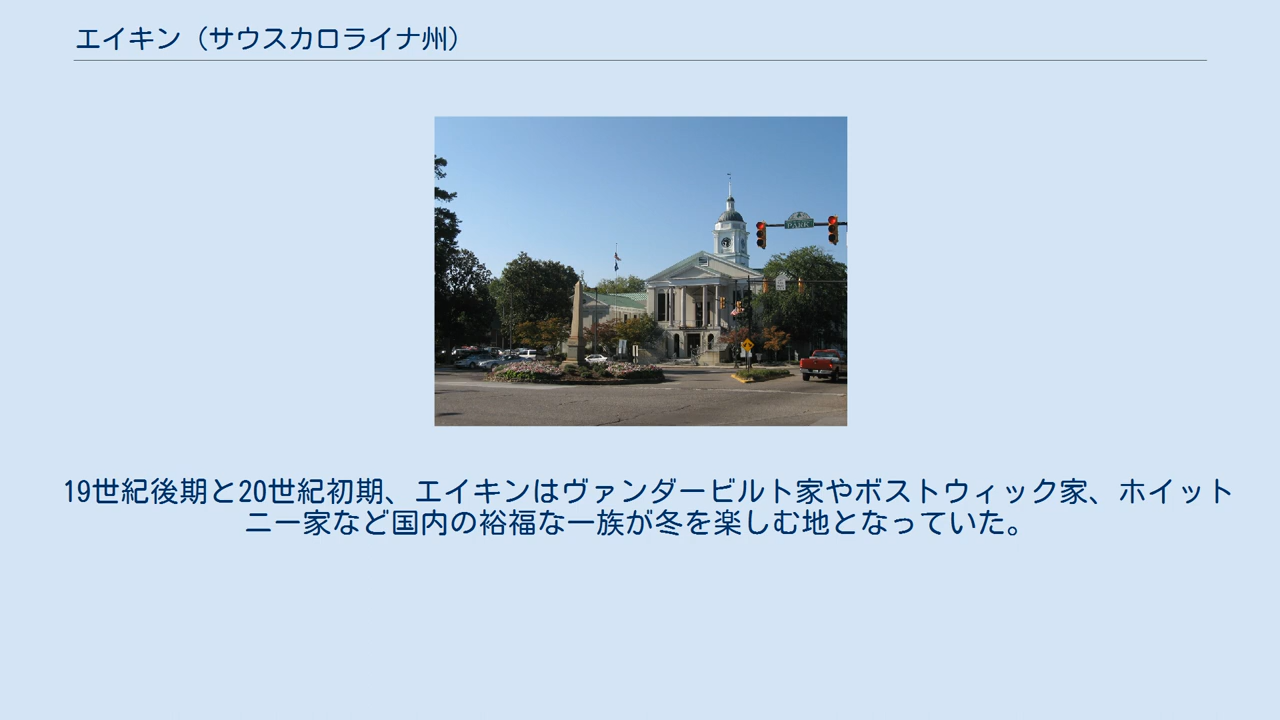 エイキン（サウスカロライナ州）
19世紀後期と20世紀初期、エイキンはヴァンダービルト家やボストウィック家、ホイット
ニー家など国内の裕福な一族が冬を楽しむ地となっていた。